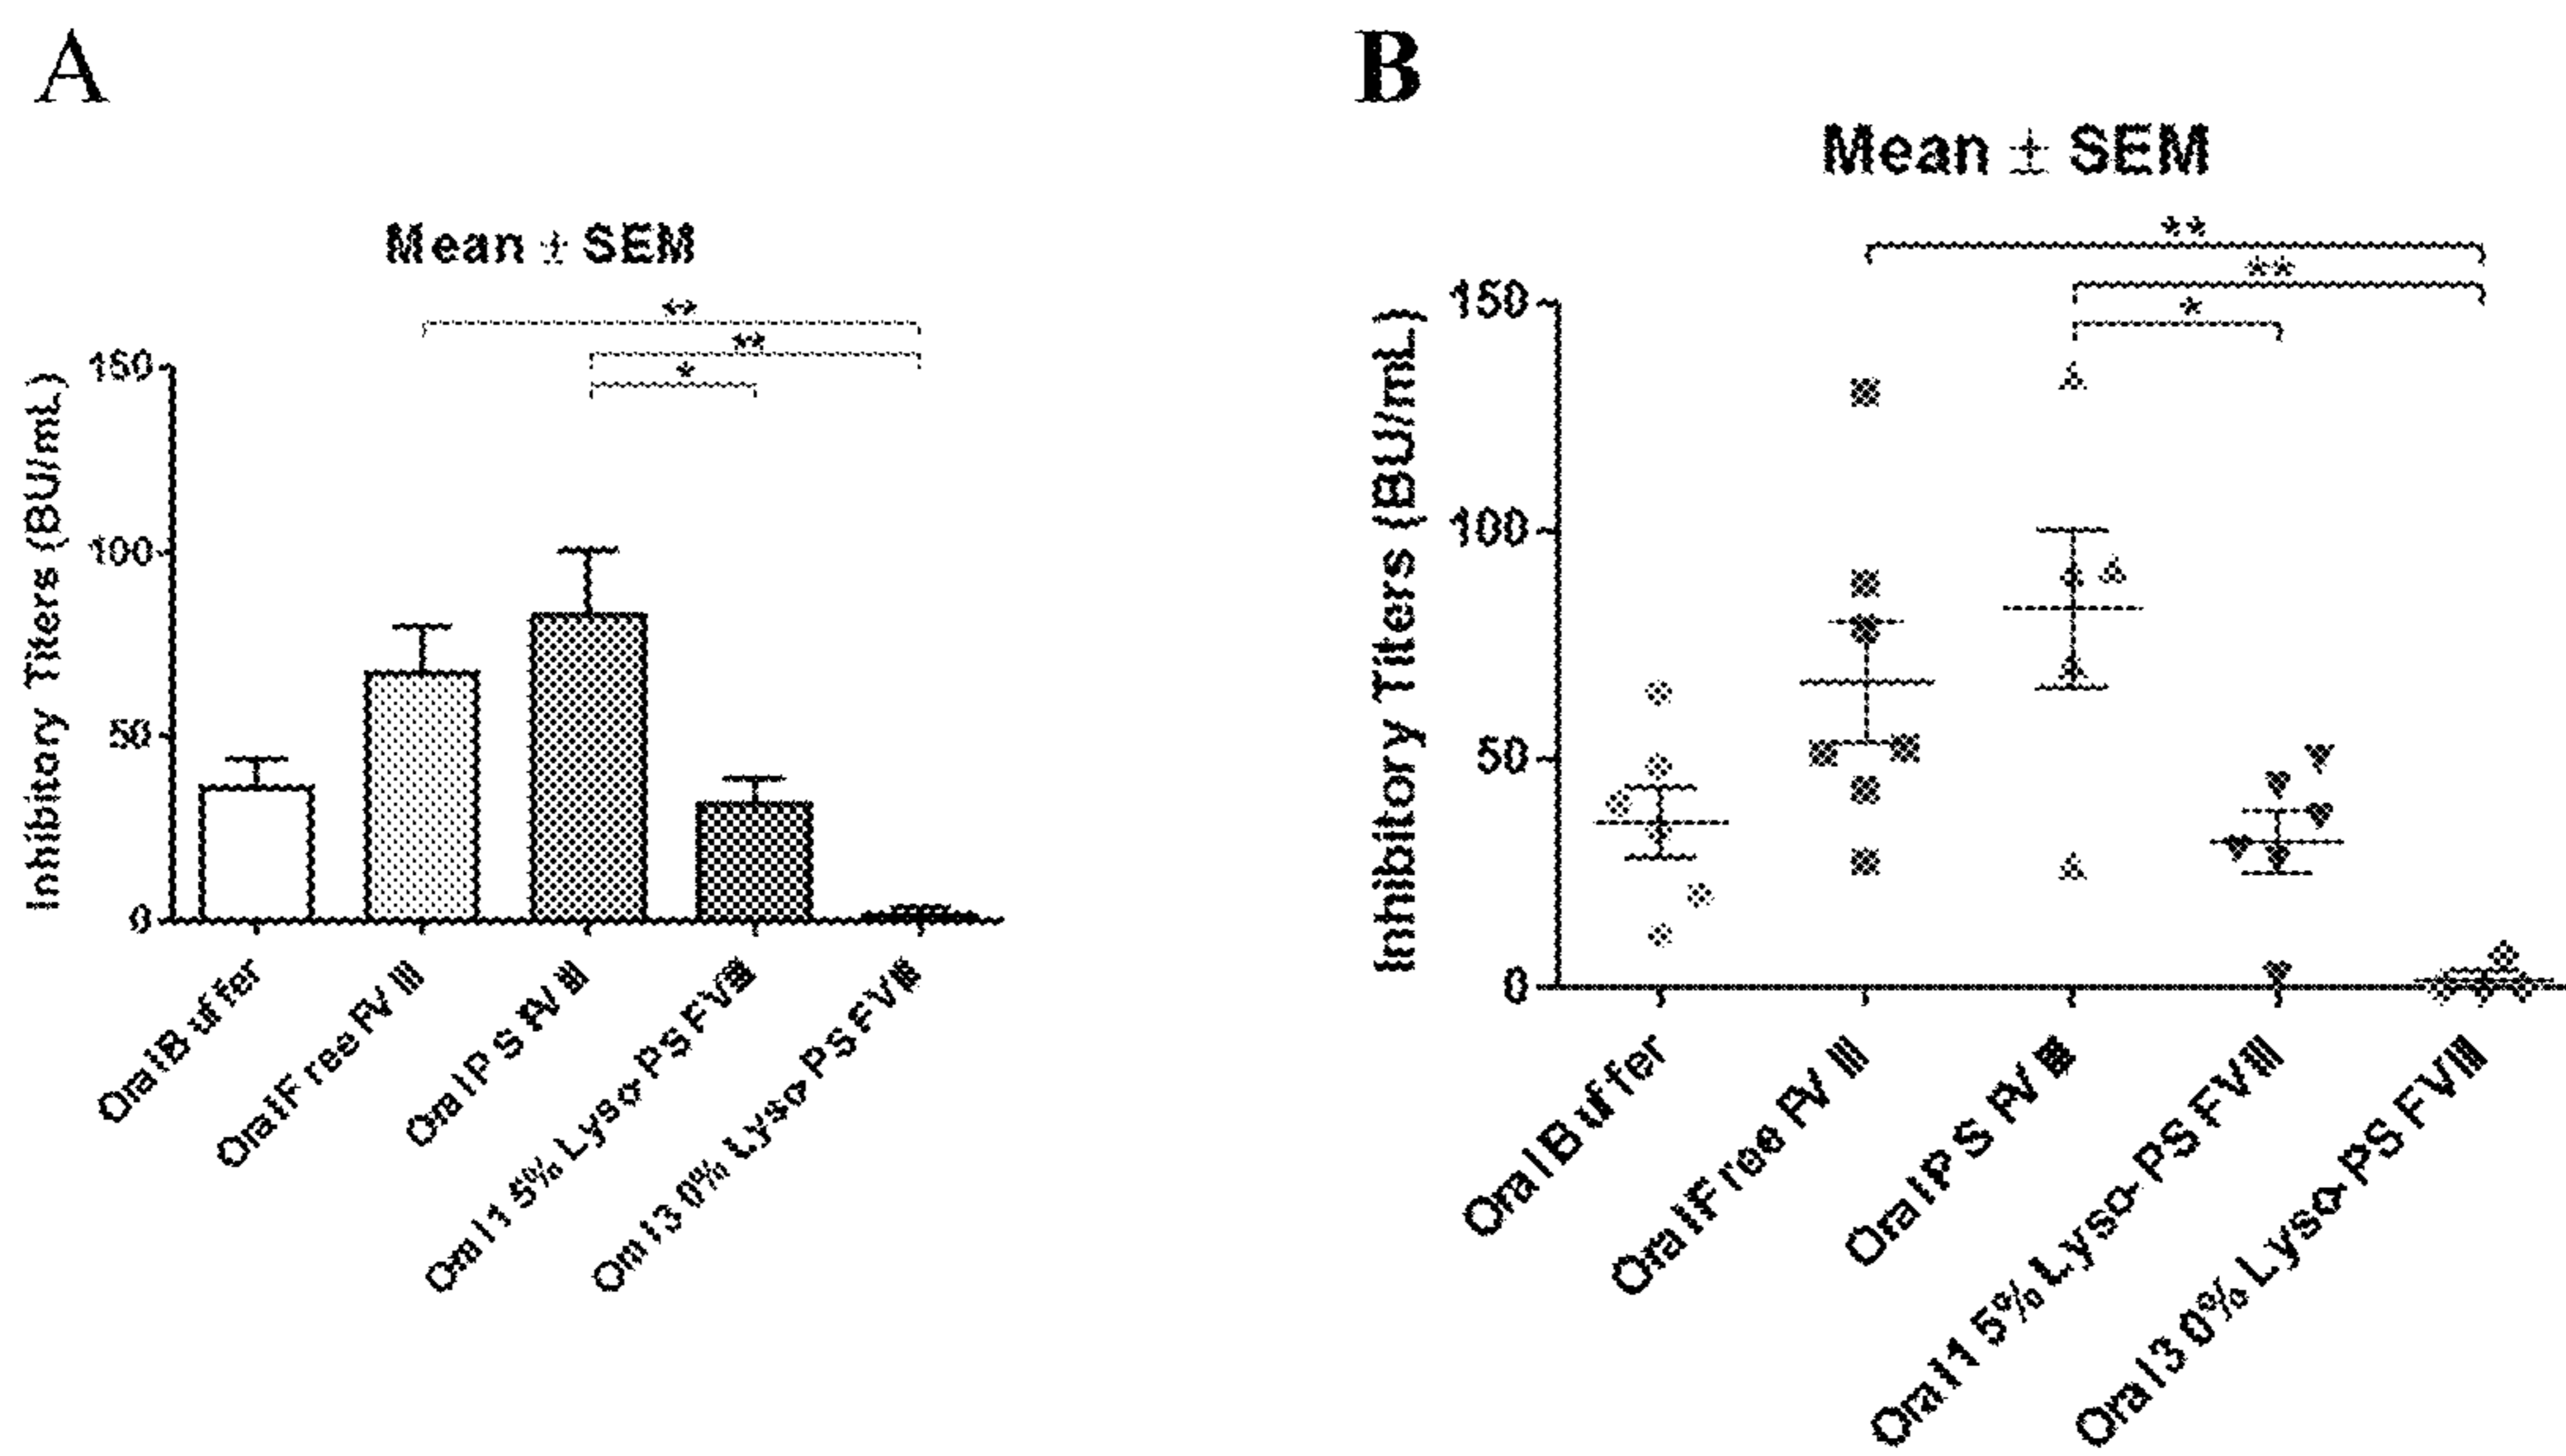 A
Mean ± SEM
**
**
*
Inhibitory Titers (BU/mL)
150
100
50
0
Oral Buffer
Oral Free FVIII
Oral PS FVIII
Oral 15% Lyso-PS FVIII
Oral 30% Lyso-PS FVIII
B
Mean ± SEM
**
**
*
Inhibitory Titers (BU/mL)
150
100
50
0
Oral Buffer
Oral Free FVIII
Oral PS FVIII
Oral 15% Lyso-PS FVIII
Oral 30% Lyso-PS FVIII